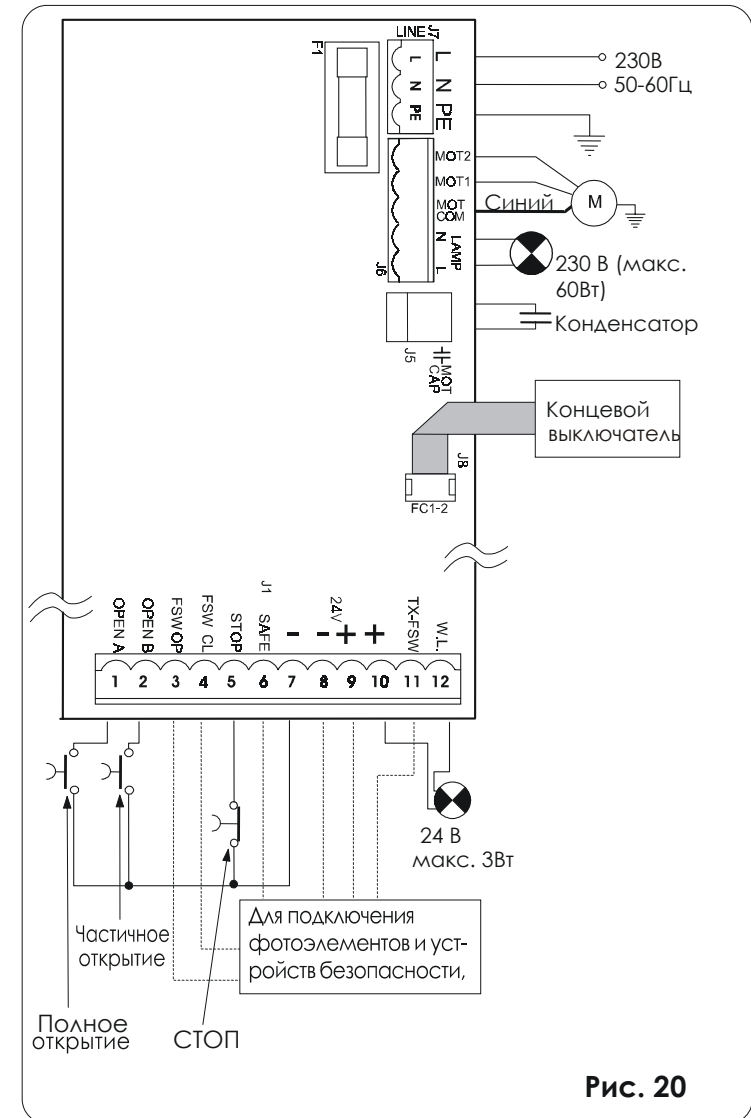 LINE J7
F1
L
N
PE
L
N
PE
230В
50-60Гц
MOT2
MOT1
MOT
COM
Синий
M
N
L
LAMP
J6
230 В (макс.
60Вт)
Конденсатор
J5
MOT
CAP
Концевой
выключатель
J8
FC1-2
OPEN A
OPEN B
FSW OP
FSW CL
STOP
J1
SAFE
-
-
24V
+
+
TX-FSW
W.L.
1 2 3 4 5 6 7 8 9 10 11 12
24 В
макс. 3Вт
Для подключения
фотоэлементов и уст-
ройств безопасности,
Частичное
открытие
Полное
открытие
СТОП
Рис. 20